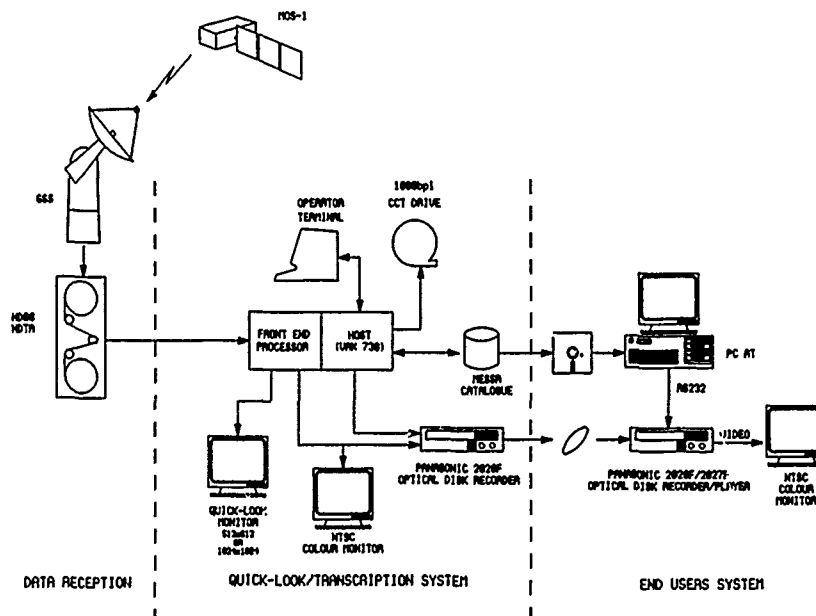 MOS-1
GSS
1600bpi
CCT DRIVE
OPERATOR
TERMINAL
HDDR
HDTR
FRONT END
PROCESSOR
HOST
(VAX 730)
MESSR
CATALOGUE
PC AT
RS232
VIDEO
PANASONIC 2020F
OPTICAL DISK RECORDER
PANASONIC 2020F/2027F
OPTICAL DISK RECORDER/PLAYER
NTSC
COLOUR
MONITOR
QUICK-LOOK
MONITOR
512x512
OR
1024x1024
NTSC
COLOUR MONITOR
DATA RECEPTION
QUICK-LOOK/TRANSCRIPTION SYSTEM
END USERS SYSTEM